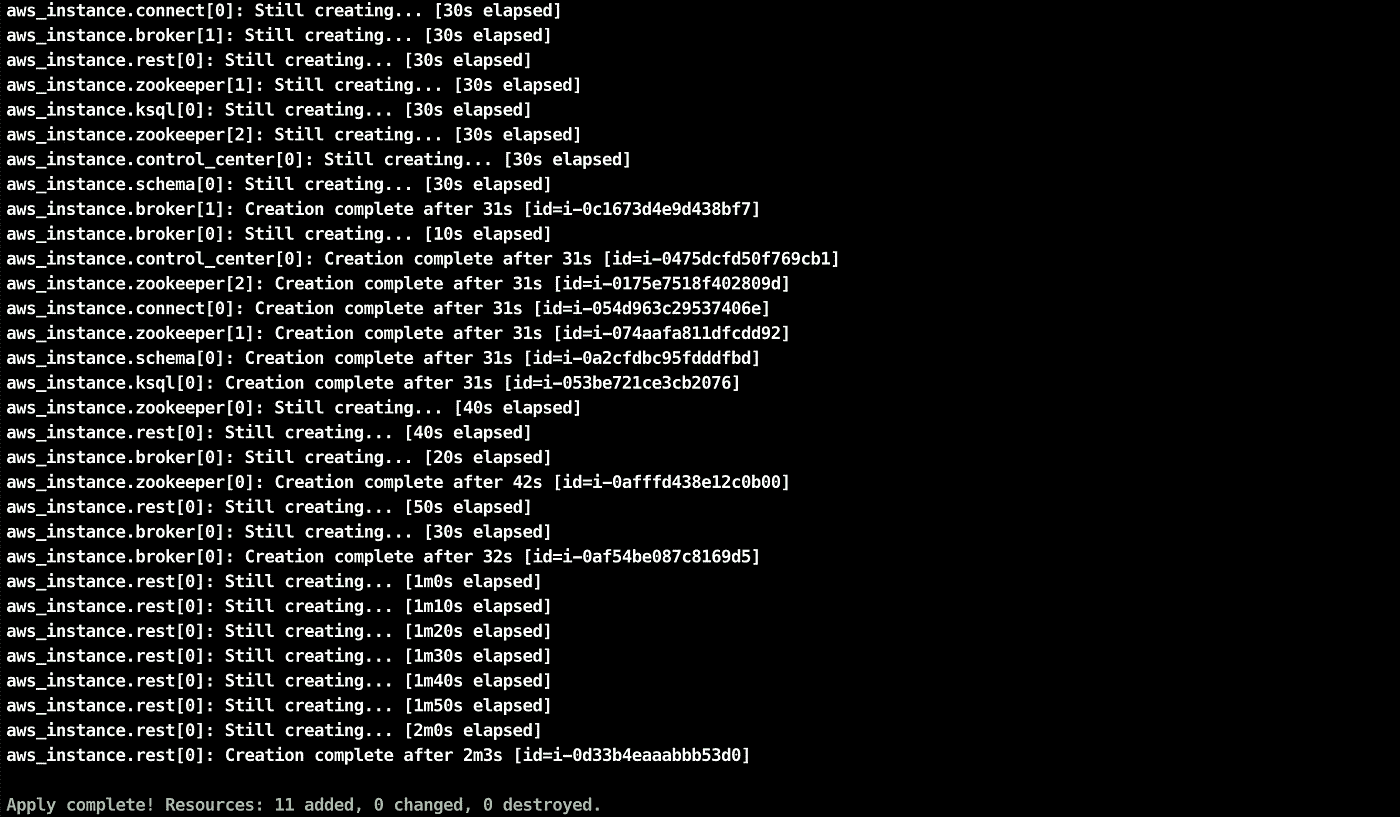 aws_instance.connect[0]: Still creating... [30s elapsed]
aws_instance.broker[1]: Still creating... [30s elapsed]
aws_instance.rest[0]: Still creating... [30s elapsed]
aws_instance.zookeeper[1]: Still creating... [30s elapsed]
aws_instance.ksql[0]: Still creating... [30s elapsed]
aws_instance.zookeeper[2]: Still creating... [30s elapsed]
aws_instance.control_center[0]: Still creating... [30s elapsed]
aws_instance.schema[0]: Still creating... [30s elapsed]
aws_instance.broker[1]: Creation complete after 31s [id=i-0c1673d4e9d438bf7]
aws_instance.broker[0]: Still creating... [10s elapsed]
aws_instance.control_center[0]: Creation complete after 31s [id=i-0475dcfd50f769cb1]
aws_instance.zookeeper[2]: Creation complete after 31s [id=i-0175e7518f402809d]
aws_instance.connect[0]: Creation complete after 31s [id=i-054d963c29537406e]
aws_instance.zookeeper[1]: Creation complete after 31s [id=i-074aafa811dfcdd92]
aws_instance.schema[0]: Creation complete after 31s [id=i-0a2cfdbc95fdddfbd]
aws_instance.ksql[0]: Creation complete after 31s [id=i-053be721ce3cb2076]
aws_instance.zookeeper[0]: Still creating... [40s elapsed]
aws_instance.rest[0]: Still creating... [40s elapsed]
aws_instance.broker[0]: Still creating... [20s elapsed]
aws_instance.zookeeper[0]: Creation complete after 42s [id=i-0afffd438e12c0b00]
aws_instance.rest[0]: Still creating... [50s elapsed]
aws_instance.broker[0]: Still creating... [30s elapsed]
aws_instance.broker[0]: Creation complete after 32s [id=i-0af54be087c8169d5]
aws_instance.rest[0]: Still creating... [1m0s elapsed]
aws_instance.rest[0]: Still creating... [1m10s elapsed]
aws_instance.rest[0]: Still creating... [1m20s elapsed]
aws_instance.rest[0]: Still creating... [1m30s elapsed]
aws_instance.rest[0]: Still creating... [1m40s elapsed]
aws_instance.rest[0]: Still creating... [1m50s elapsed]
aws_instance.rest[0]: Still creating... [2m0s elapsed]
aws_instance.rest[0]: Creation complete after 2m3s [id=i-0d33b4eaaabbb53d0]
Apply complete! Resources: 11 added, 0 changed, 0 destroyed.